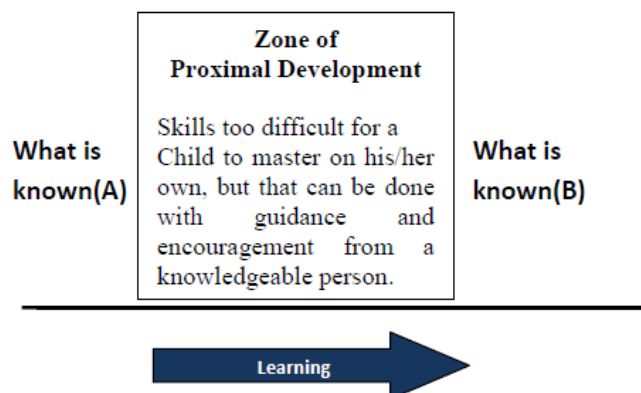 Zone of
Proximal Development
Skills too difficult for a
Child to master on his/her
own, but that can be done
with guidance and
encouragement from a
knowledgeable person.
What is
known(A)
What is
known(B)
Learning